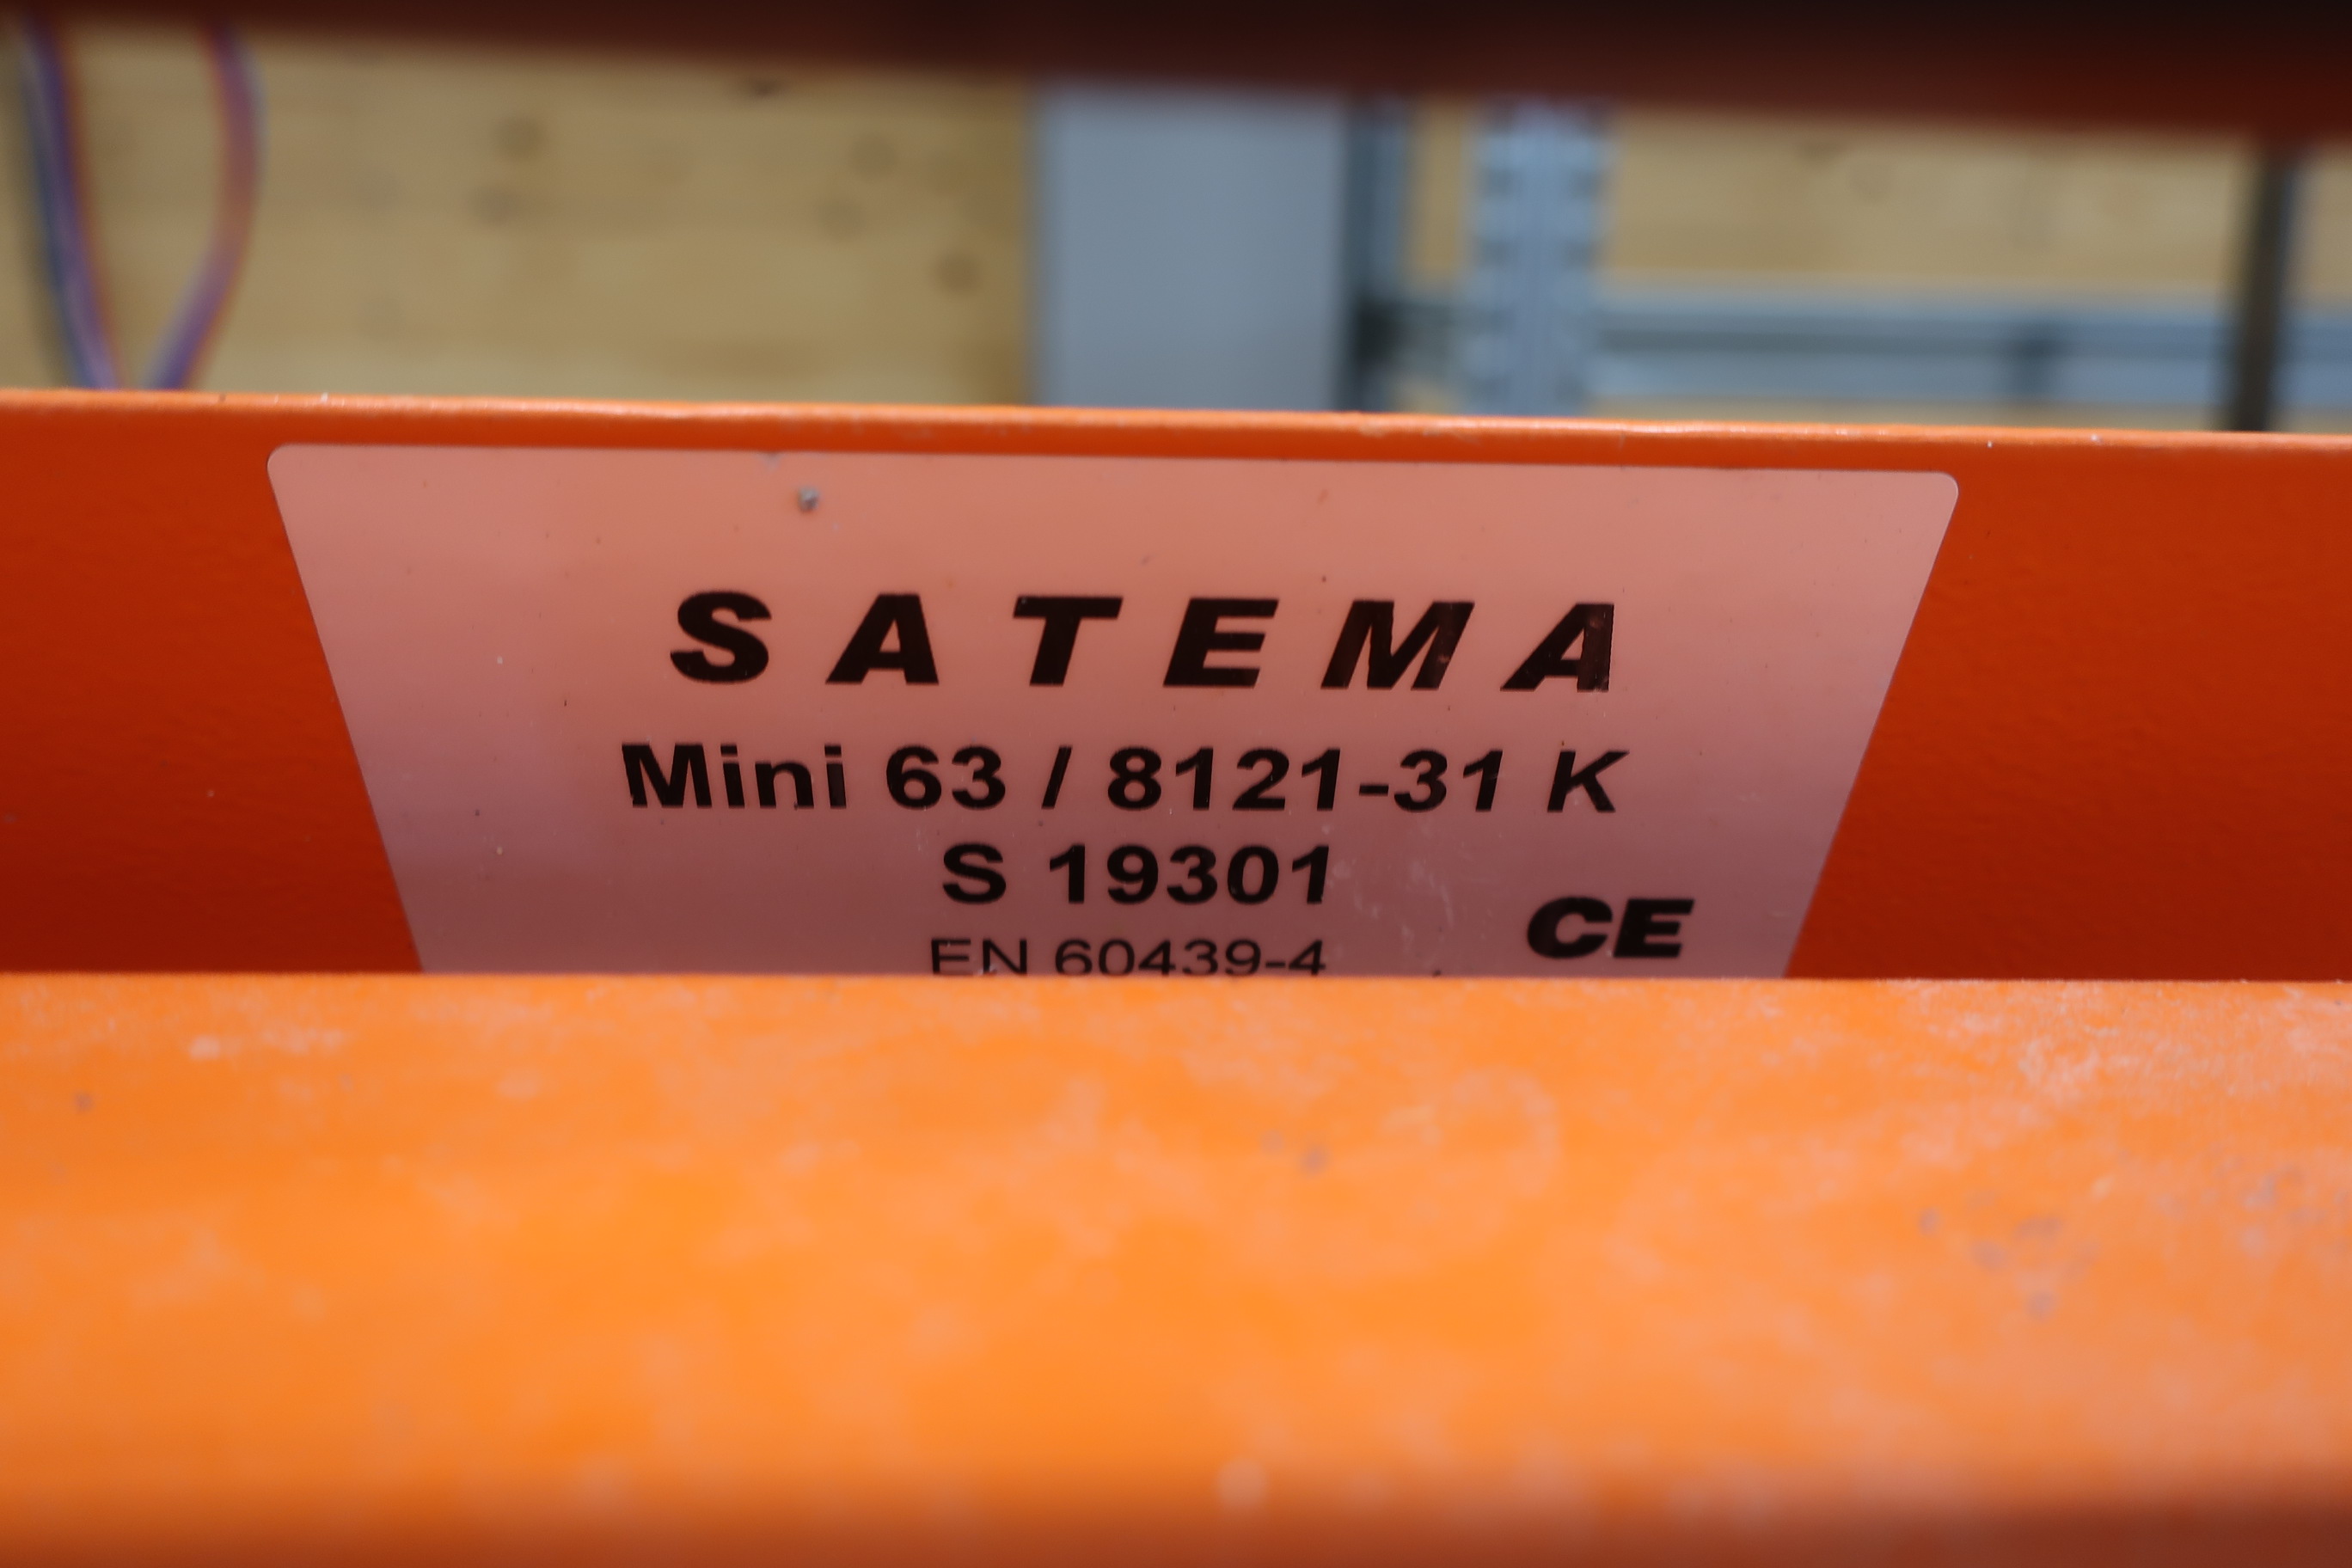 SATEMA
Mini 63 / 8121-31 K
S 19301
CE
EN 60439-4